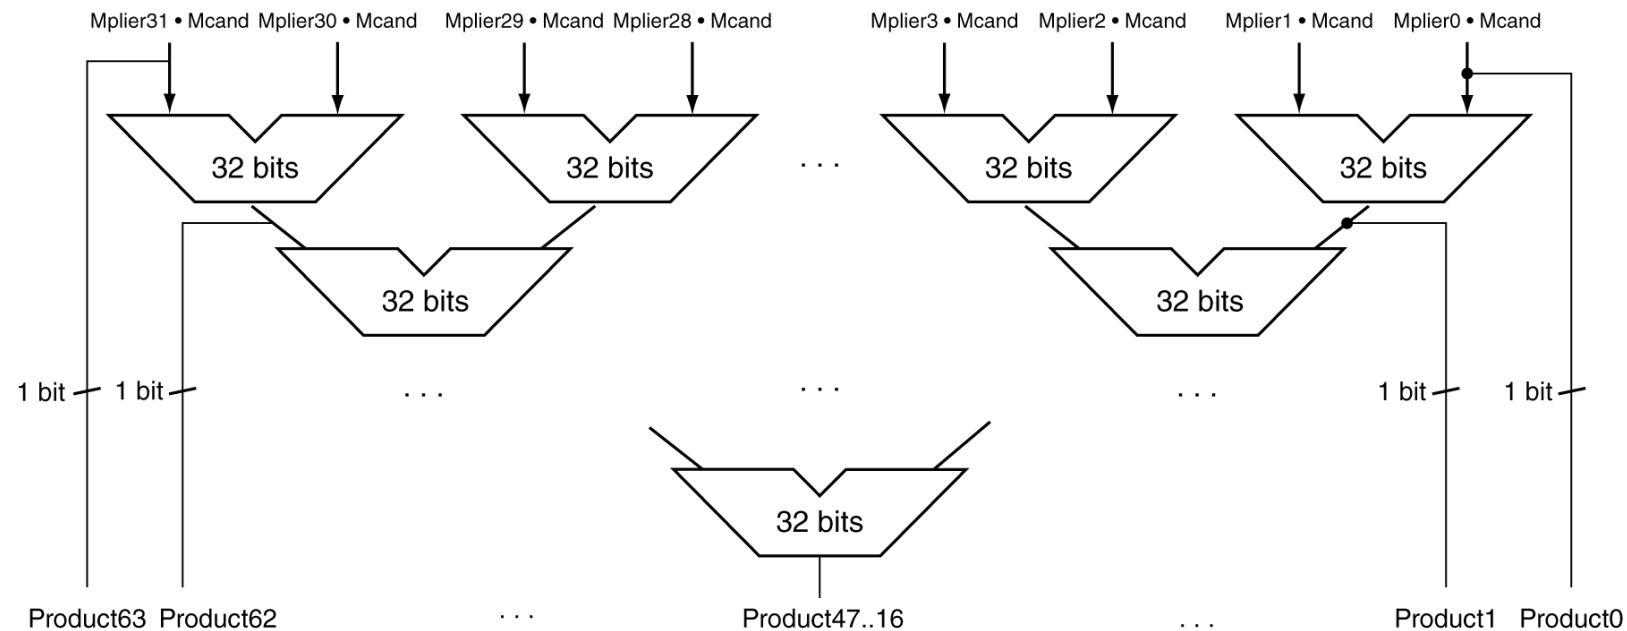 Mplier31 • Mcand Mplier30 • Mcand Mplier29 • Mcand Mplier28 • Mcand Mplier3 • Mcand Mplier2 • Mcand Mplier1 • Mcand Mplier0 • Mcand
32 bits 32 bits . . . 32 bits 32 bits
32 bits 32 bits
1 bit 1 bit . . . . . . . . . 1 bit 1 bit
32 bits
Product63 Product62 . . . Product47..16 . . . Product1 Product0